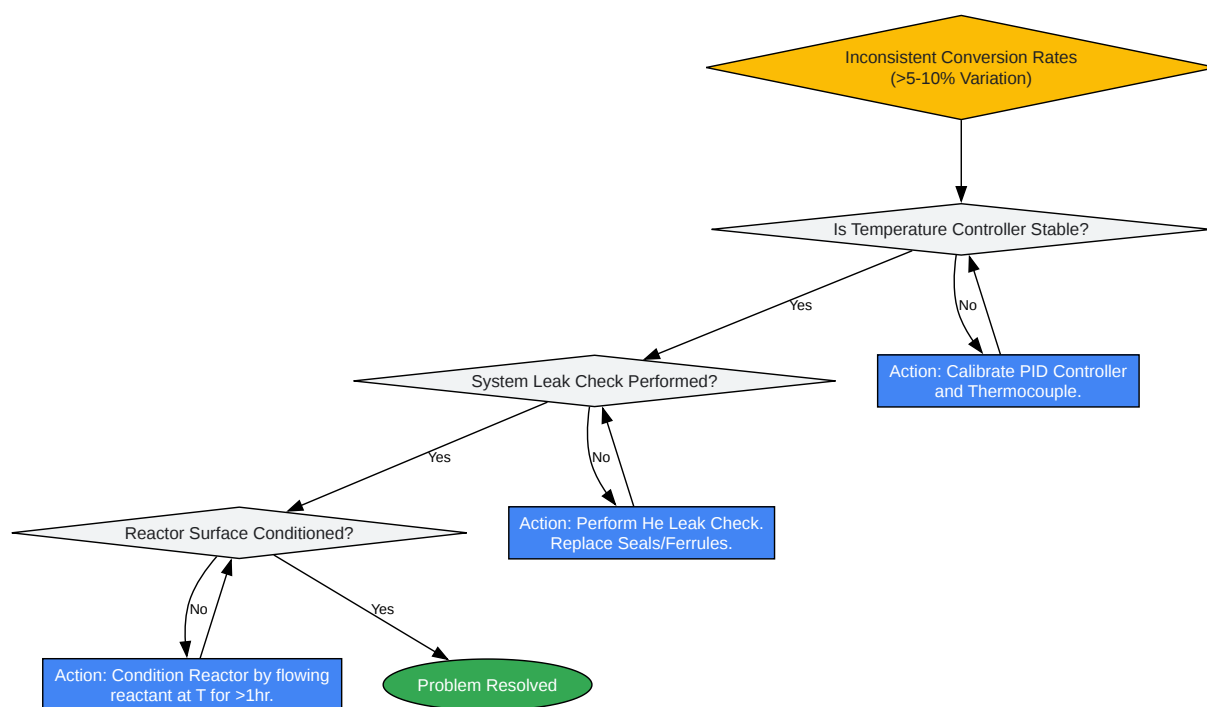 Inconsistent Conversion Rates
(>5-10% Variation)
Is Temperature Controller Stable?
Yes
No
Action: Calibrate PID Controller
and Thermocouple.
System Leak Check Performed?
Yes
No
Action: Perform He Leak Check.
Replace Seals/Ferrules.
Reactor Surface Conditioned?
No
Yes
Action: Condition Reactor by flowing
reactant at T for >1hr.
Problem Resolved